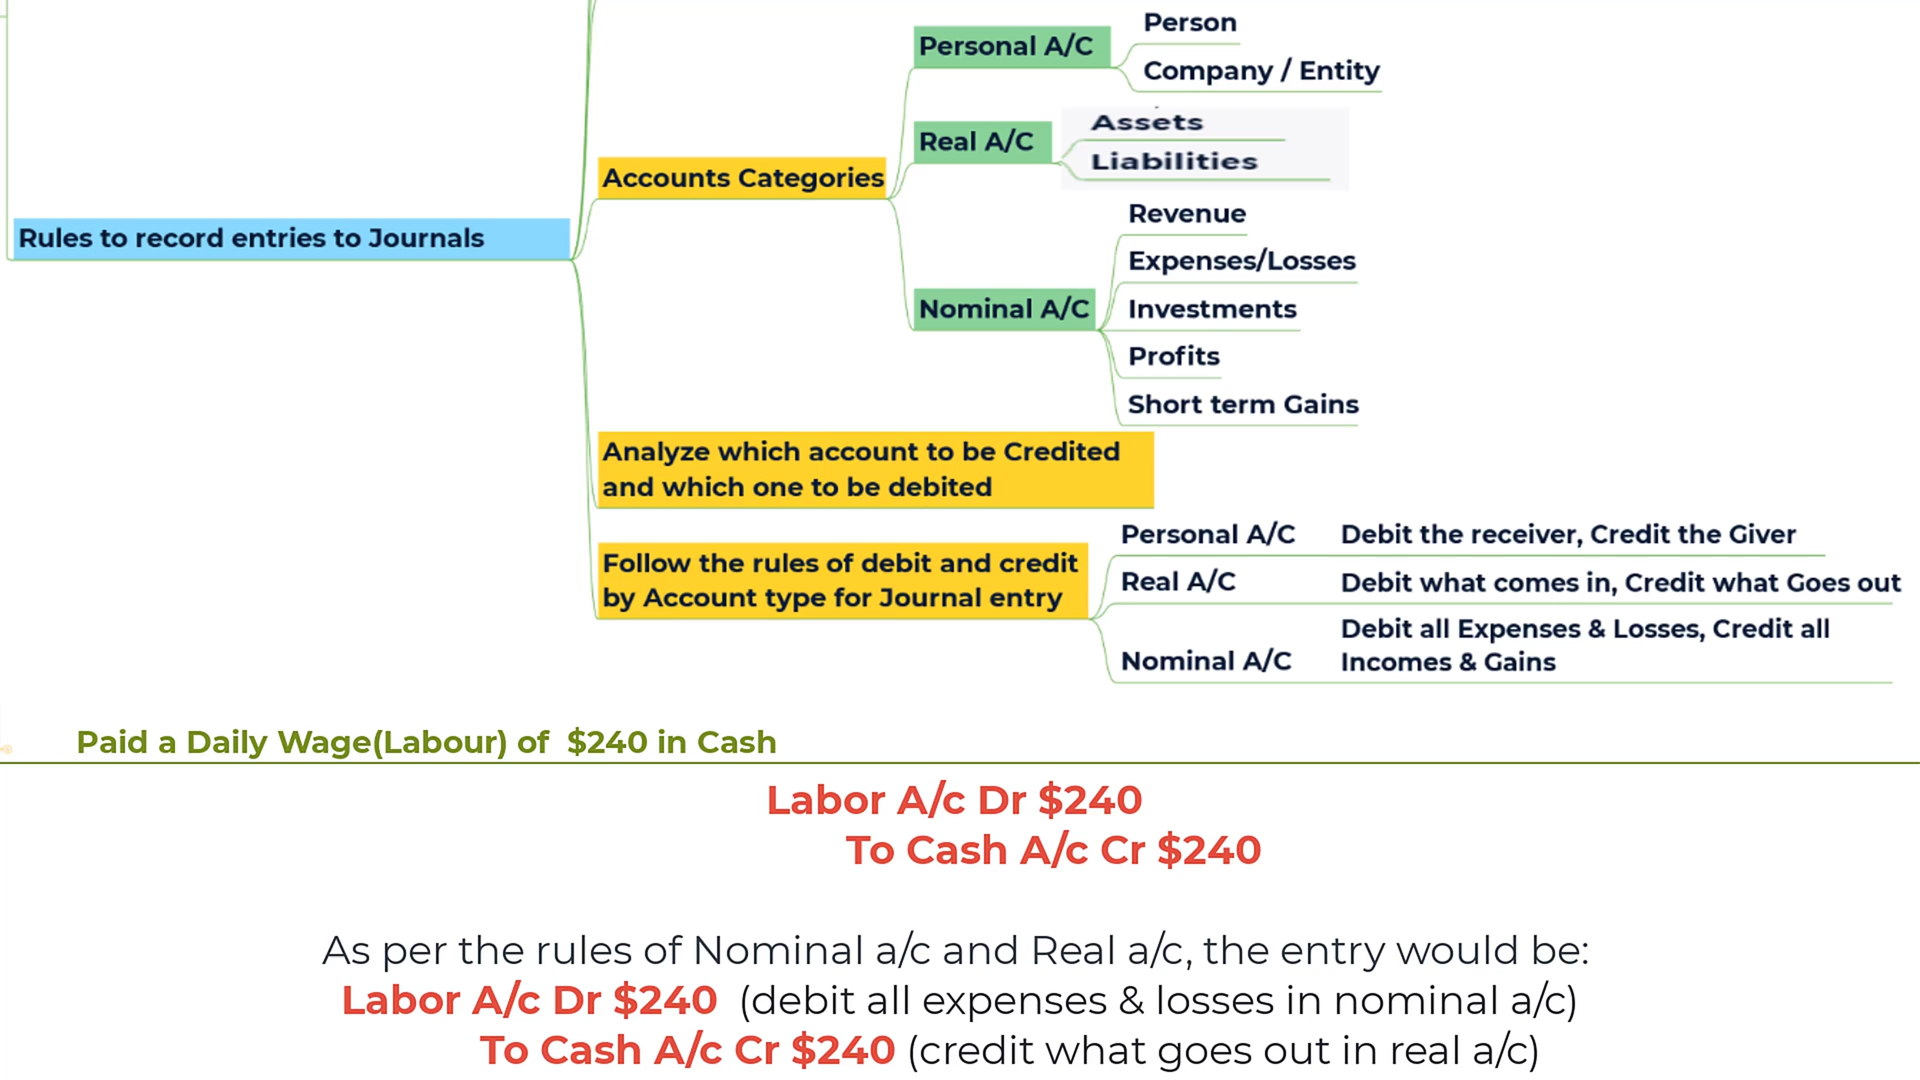 Rules to record entries to Journals
Accounts Categories
Personal A/C
Person
Company / Entity
Real A/C
Assets
Liabilities
Nominal A/C
Revenue
Expenses/Losses
Investments
Profits
Short term Gains
Analyze which account to be Credited
and which one to be debited
Follow the rules of debit and credit
by Account type for Journal entry
Personal A/C Debit the receiver, Credit the Giver
Real A/C Debit what comes in, Credit what Goes out
Nominal A/C Debit all Expenses & Losses, Credit all
Incomes & Gains
Paid a Daily Wage(Labour) of $240 in Cash
Labor A/c Dr $240
To Cash A/c Cr $240
As per the rules of Nominal a/c and Real a/c, the entry would be:
Labor A/c Dr $240 (debit all expenses & losses in nominal a/c)
To Cash A/c Cr $240 (credit what goes out in real a/c)